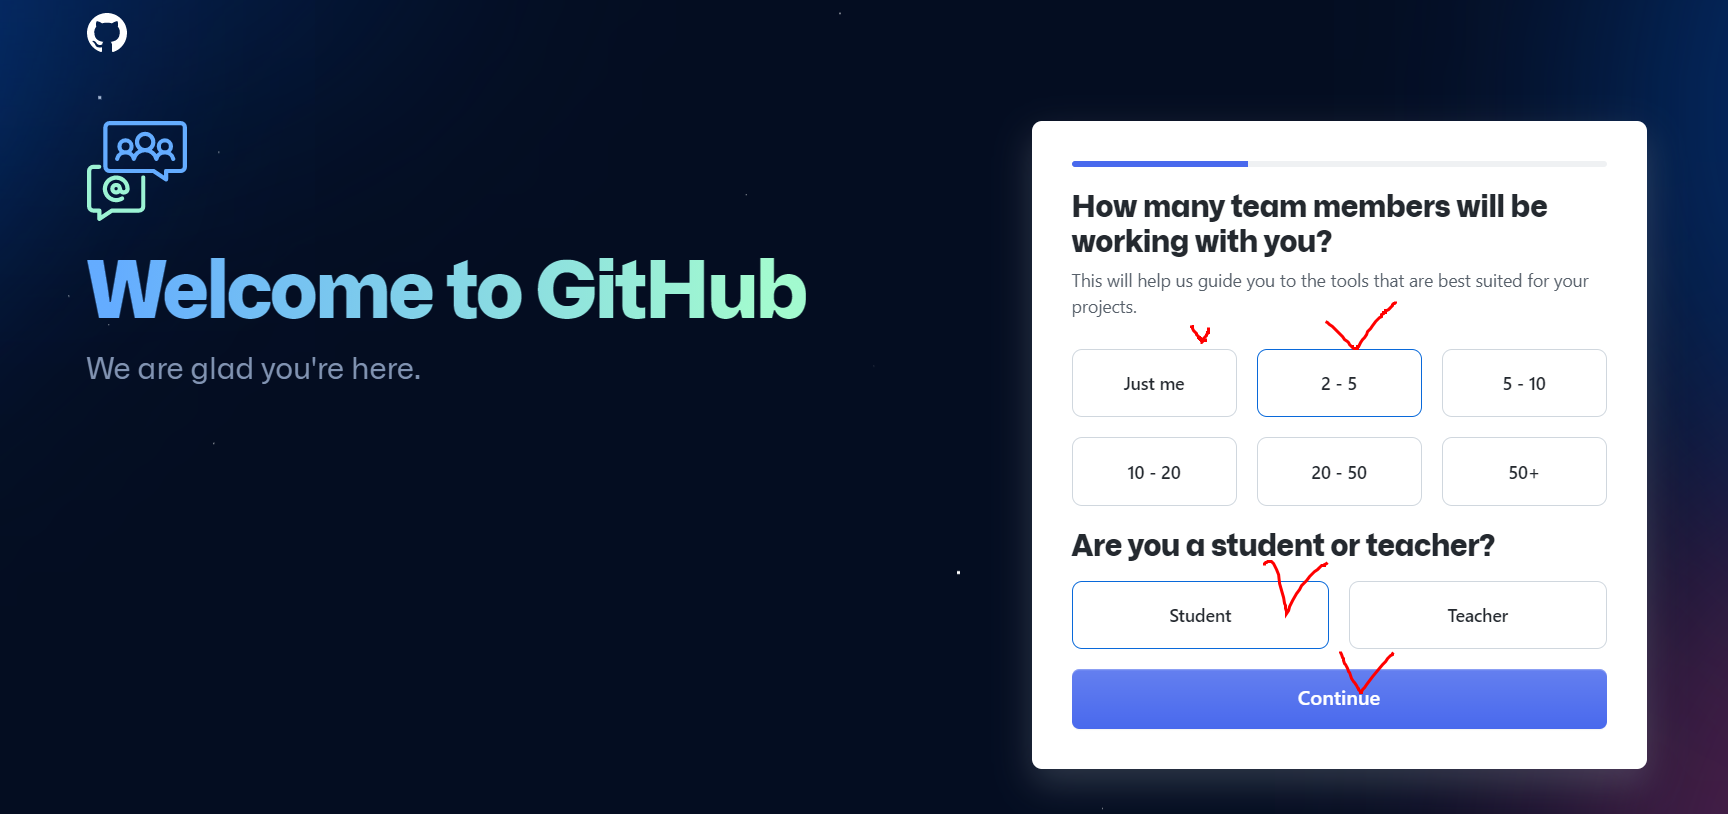 Welcome to GitHub
We are glad you're here.
How many team members will be
working with you?
This will help us guide you to the tools that are best suited for your
projects.
Just me
2 - 5
5 - 10
10 - 20
20 - 50
50+
Are you a student or teacher?
Student
Teacher
Continue